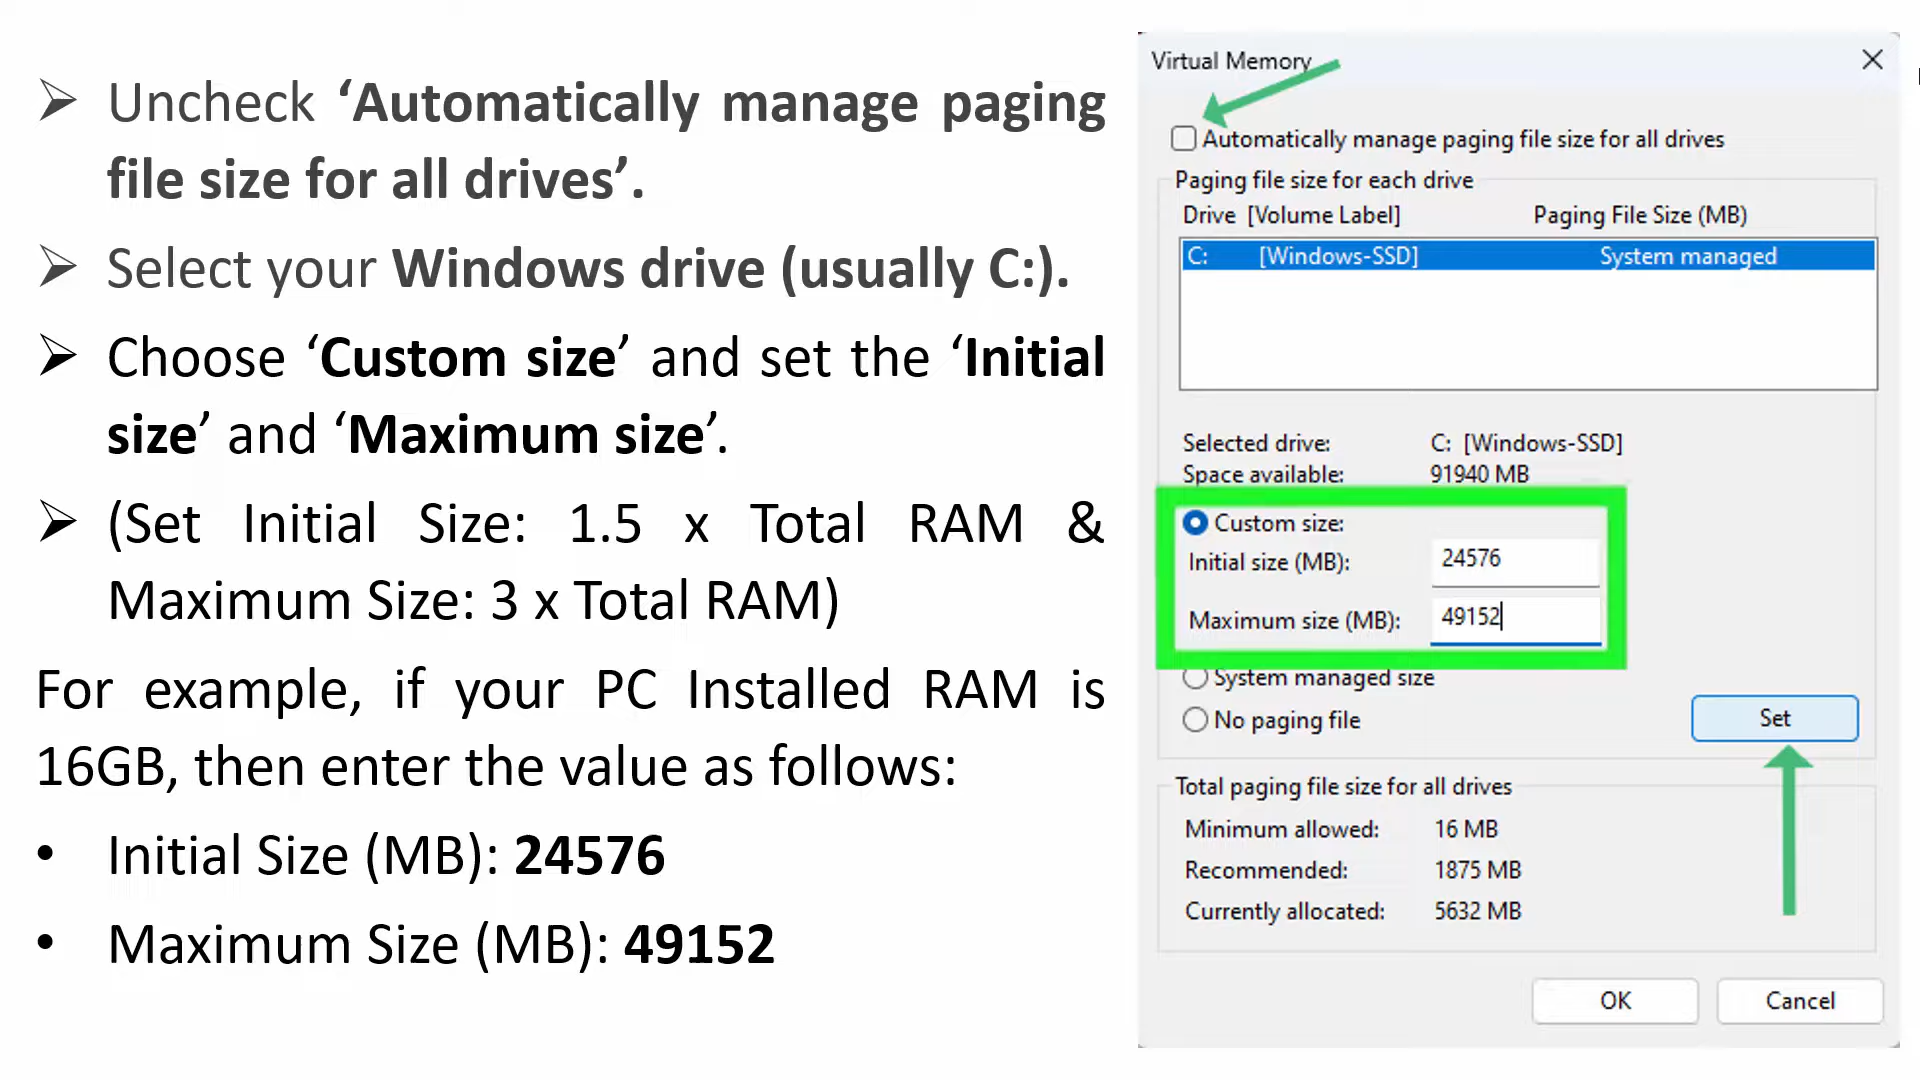 ➢ Uncheck ‘Automatically manage paging
file size for all drives’.
➢ Select your Windows drive (usually C:).
➢ Choose ‘Custom size’ and set the ‘Initial
size’ and ‘Maximum size’.
➢ (Set Initial Size: 1.5 x Total RAM &
Maximum Size: 3 x Total RAM)
For example, if your PC Installed RAM is
16GB, then enter the value as follows:
• Initial Size (MB): 24576
• Maximum Size (MB): 49152
Virtual Memory
Automatically manage paging file size for all drives
Paging file size for each drive
Drive [Volume Label] Paging File Size (MB)
C: [Windows-SSD] System managed
Selected drive: C: [Windows-SSD]
Space available: 91940 MB
Custom size:
Initial size (MB): 24576
Maximum size (MB): 49152
System managed size
No paging file
Set
Total paging file size for all drives
Minimum allowed: 16 MB
Recommended: 1875 MB
Currently allocated: 5632 MB
OK Cancel